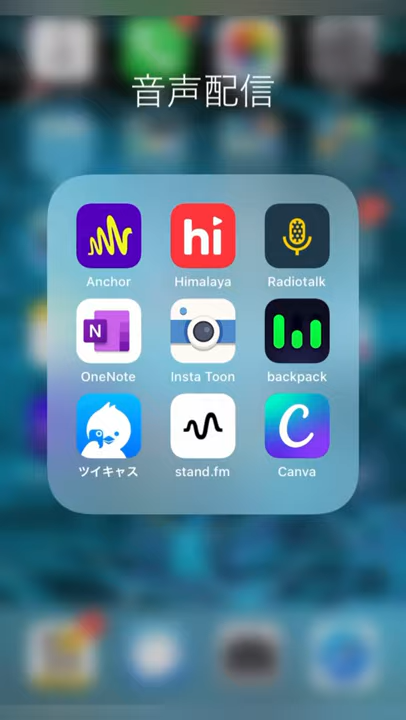 音声配信
hi
Anchor
Himalaya
Radiotalk
N
OneNote
Insta Toon
backpack
C
ツイキャス
stand.fm
Canva